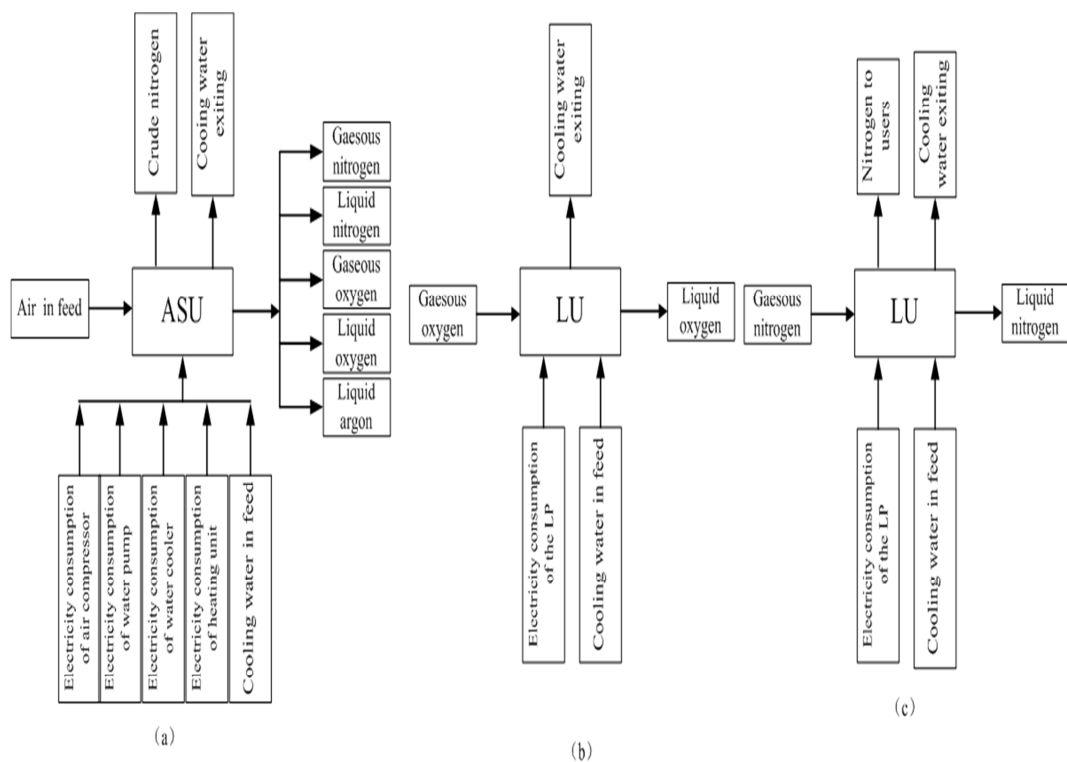 Crude nitrogen
Cooing water
exiting
Air in feed
ASU
Gaesous
nitrogen
Liquid
nitrogen
Gaseous
oxygen
Liquid
oxygen
Liquid
argon
Electricity consumption
of air compressor
Electricity consumption
of water pump
Electricity consumption
of water cooler
Electricity consumption
of heating unit
Cooling water in feed
(a)
Cooling water
exiting
Gaesous
oxygen
LU
Liquid
oxygen
Electricity consumption
of the LP
Cooling water in feed
(b)
Nitrogen to
users
Cooling
water exiting
Gaesous
nitrogen
LU
Liquid
nitrogen
Electricity consumption
of the LP
Cooling water in feed
(c)